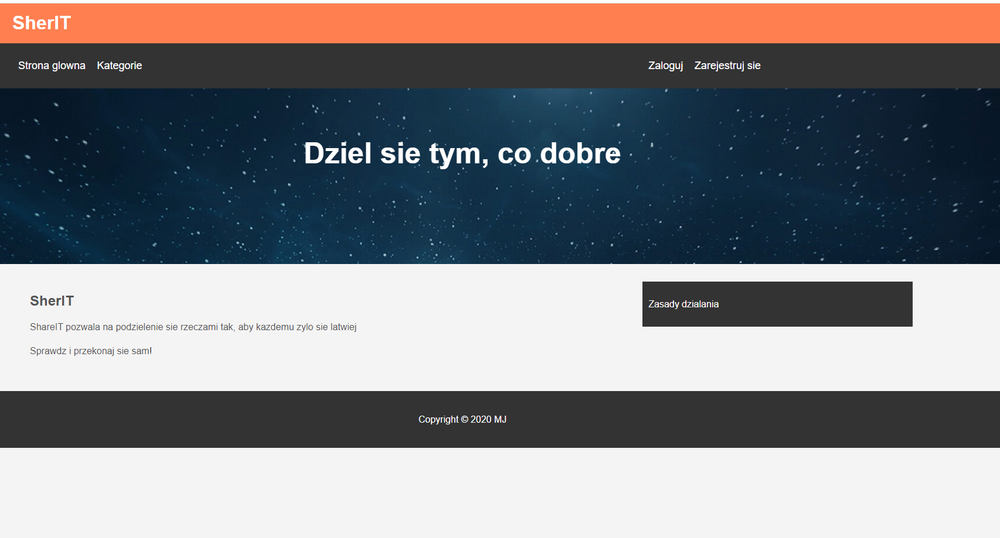 SherIT
Strona glowna Kategorie Zaloguj Zarejestruj sie
Dziel sie tym, co dobre
SherIT
ShareIT pozwala na podzielenie sie rzeczami tak, aby kazdemu zylo sie latwiej
Sprawdz i przekonaj sie sam!
Zasady dzialania
Copyright © 2020 MJ